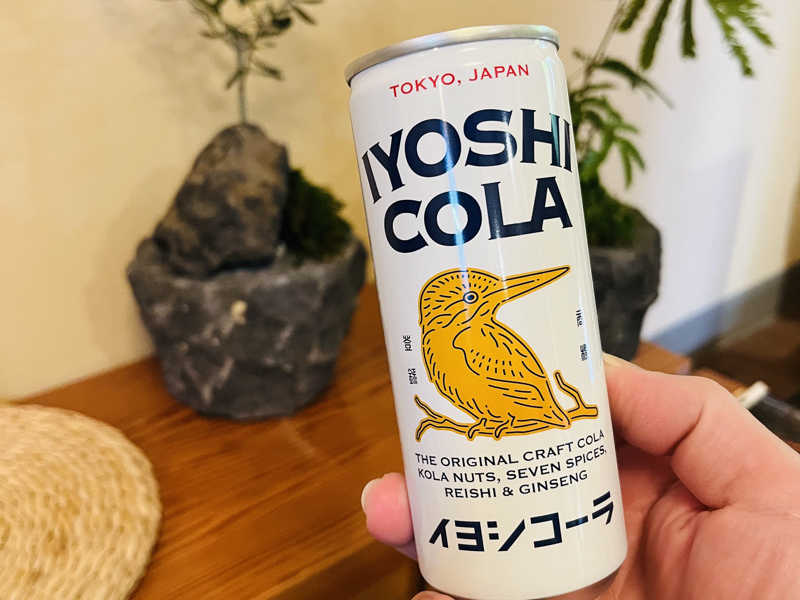 TOKYO, JAPAN
IYOSHI
COLA
THE ORIGINAL CRAFT COLA
KOLA NUTS, SEVEN SPICES,
REISHI & GINSENG
イヨシコーラ